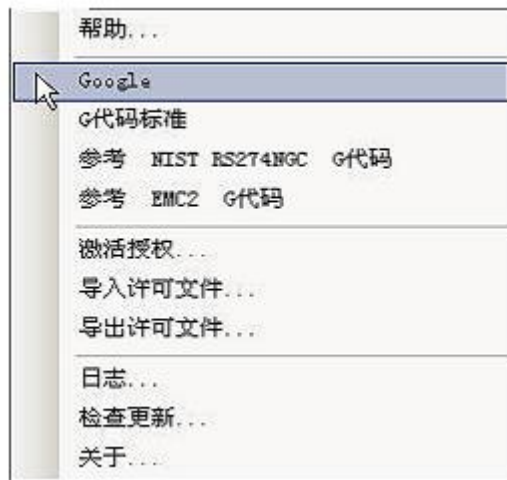 帮助...
Google
G代码标准
参考 NIST RS274NGC G代码
参考 EMC2 G代码
激活授权...
导入许可文件...
导出许可文件...
日志...
检查更新...
关于...